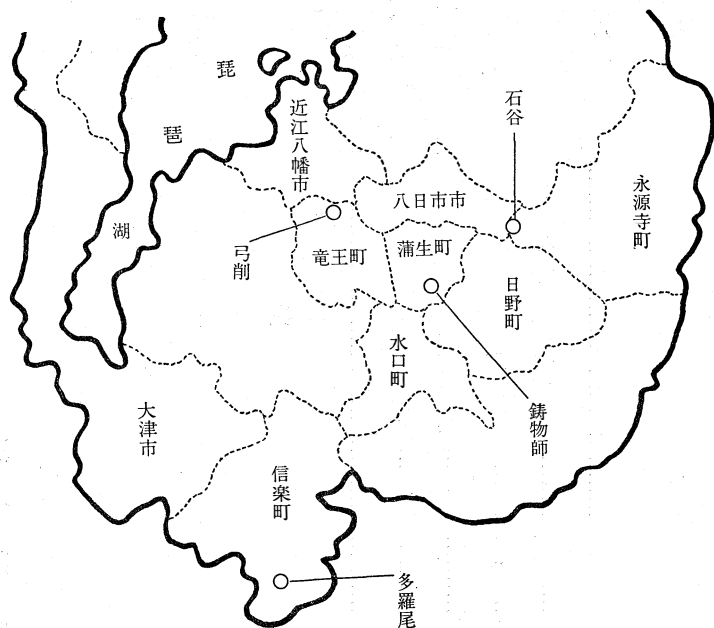 琵
琶
湖
近江八幡市
石谷
永源寺町
八日市市
弓削
竜王町
蒲生町
日野町
水口町
鋳物師
大津市
信楽町
多羅尾